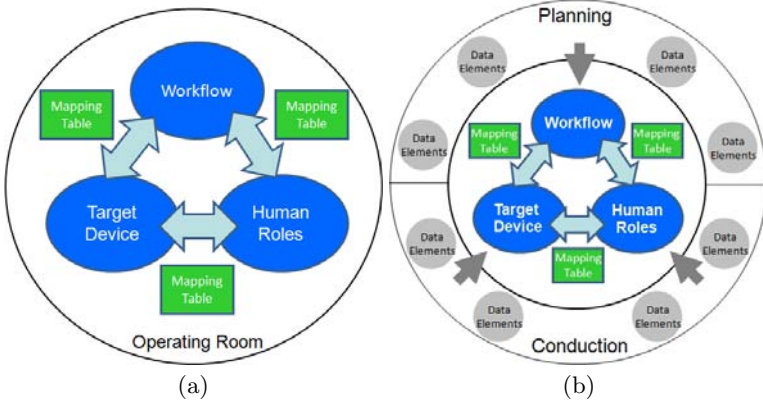 Workflow
Mapping
Table
Mapping
Table
Target
Device
Human
Roles
Mapping
Table
Operating Room
(a)
Planning
Data
Elements
Data
Elements
Data
Elements
Data
Elements
Workflow
Mapping
Table
Mapping
Table
Target
Device
Human
Roles
Mapping
Table
Data
Elements
Data
Elements
Data
Elements
Data
Elements
Conduction
(b)